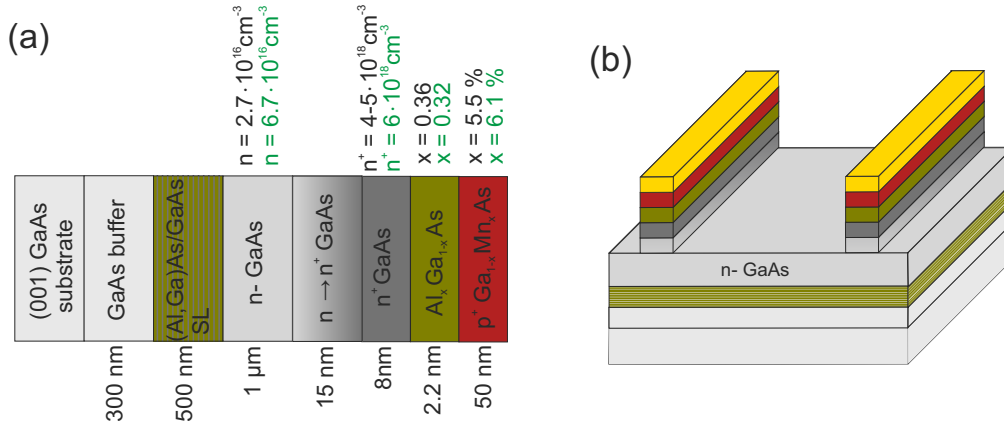 (a)
n = 2.7·10¹⁶cm⁻³
n = 6.7·10¹⁶cm⁻³
n⁺ = 4-5·10¹⁸cm⁻³
n⁺ = 6·10¹⁸cm⁻³
x = 0.36
x = 0.32
x = 5.5 %
x = 6.1 %
(001) GaAs
substrate
GaAs buffer
(Al,Ga)As/GaAs
SL
n- GaAs
n → n⁺ GaAs
n⁺ GaAs
AlₓGa₁₋ₓAs
p⁺ Ga₁₋ₓMnₓAs
300 nm
500 nm
1 µm
15 nm
8nm
2.2 nm
50 nm
(b)
n- GaAs